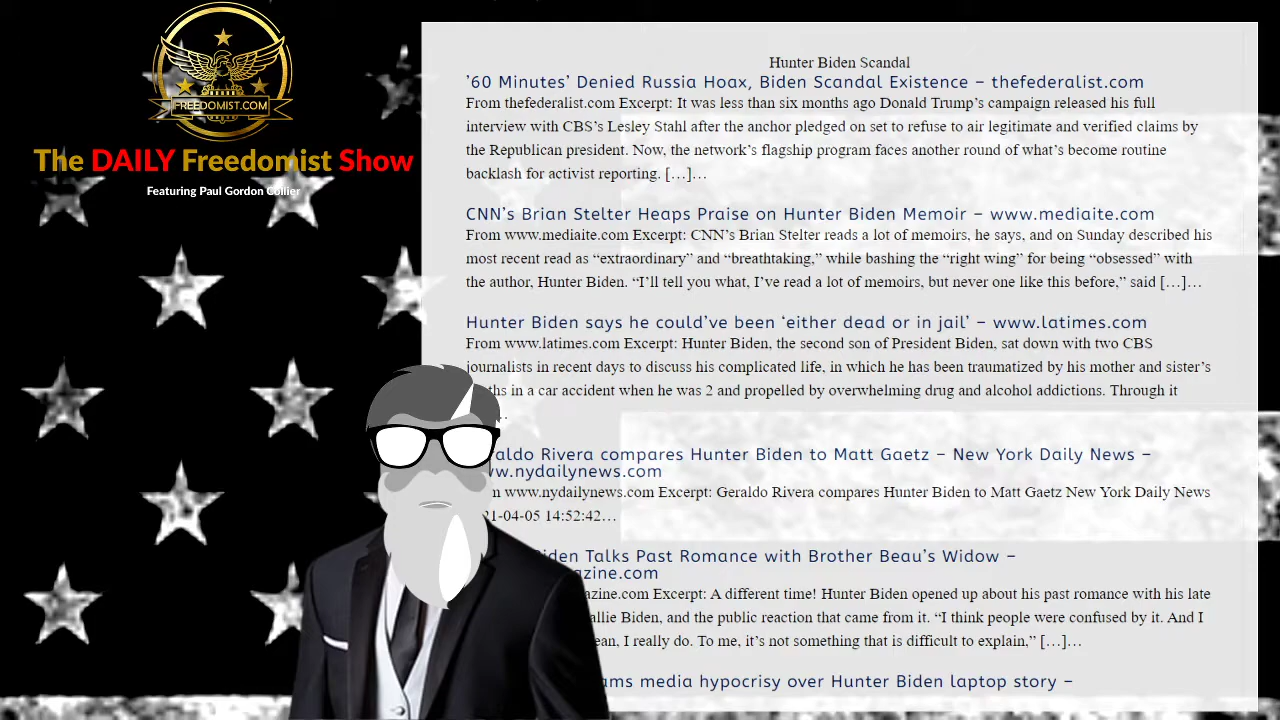 FREEDOMIST.COM
The DAILY Freedomist Show
Featuring Paul Gordon Collier
Hunter Biden Scandal
’60 Minutes’ Denied Russia Hoax, Biden Scandal Existence – thefederalist.com
From thefederalist.com Excerpt: It was less than six months ago Donald Trump’s campaign released his full
interview with CBS’s Lesley Stahl after the anchor pledged on set to refuse to air legitimate and verified claims by
the Republican president. Now, the network’s flagship program faces another round of what’s become routine
backlash for activist reporting. […]…
CNN’s Brian Stelter Heaps Praise on Hunter Biden Memoir – www.mediaite.com
From www.mediaite.com Excerpt: CNN’s Brian Stelter reads a lot of memoirs, he says, and on Sunday described his
most recent read as “extraordinary” and “breathtaking,” while bashing the “right wing” for being “obsessed” with
the author, Hunter Biden. “I’ll tell you what, I’ve read a lot of memoirs, but never one like this before,” said […]…
Hunter Biden says he could’ve been ‘either dead or in jail’ – www.latimes.com
From www.latimes.com Excerpt: Hunter Biden, the second son of President Biden, sat down with two CBS
journalists in recent days to discuss his complicated life, in which he has been traumatized by his mother and sister’s
ths in a car accident when he was 2 and propelled by overwhelming drug and alcohol addictions. Through it
..
aldo Rivera compares Hunter Biden to Matt Gaetz – New York Daily News –
w.nydailynews.com
m www.nydailynews.com Excerpt: Geraldo Rivera compares Hunter Biden to Matt Gaetz New York Daily News
21-04-05 14:52:42…
iden Talks Past Romance with Brother Beau’s Widow –
azine.com
azine.com Excerpt: A different time! Hunter Biden opened up about his past romance with his late
allie Biden, and the public reaction that came from it. “I think people were confused by it. And I
ean, I really do. To me, it’s not something that is difficult to explain,” […]…
ams media hypocrisy over Hunter Biden laptop story –